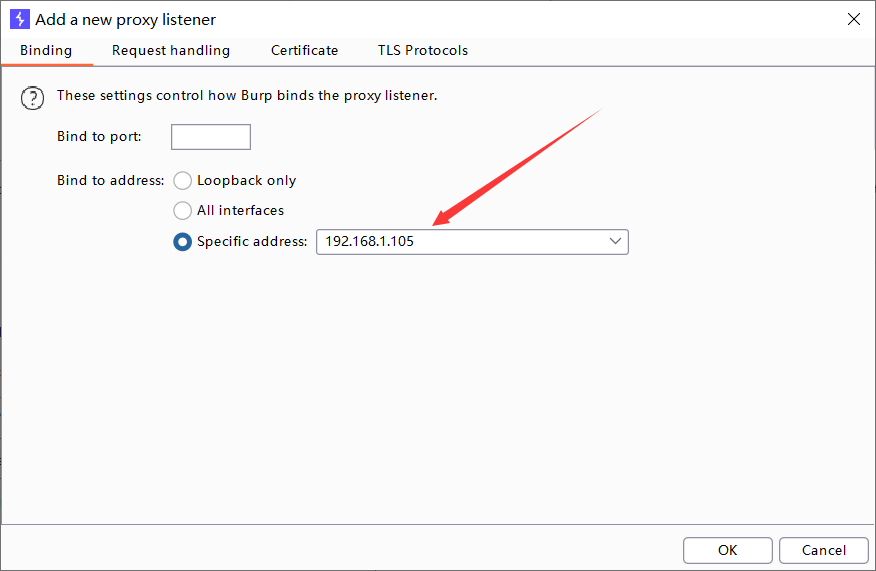 Add a new proxy listener
Binding Request handling Certificate TLS Protocols
? These settings control how Burp binds the proxy listener.
Bind to port:
Bind to address: Loopback only
All interfaces
Specific address: 192.168.1.105
OK Cancel